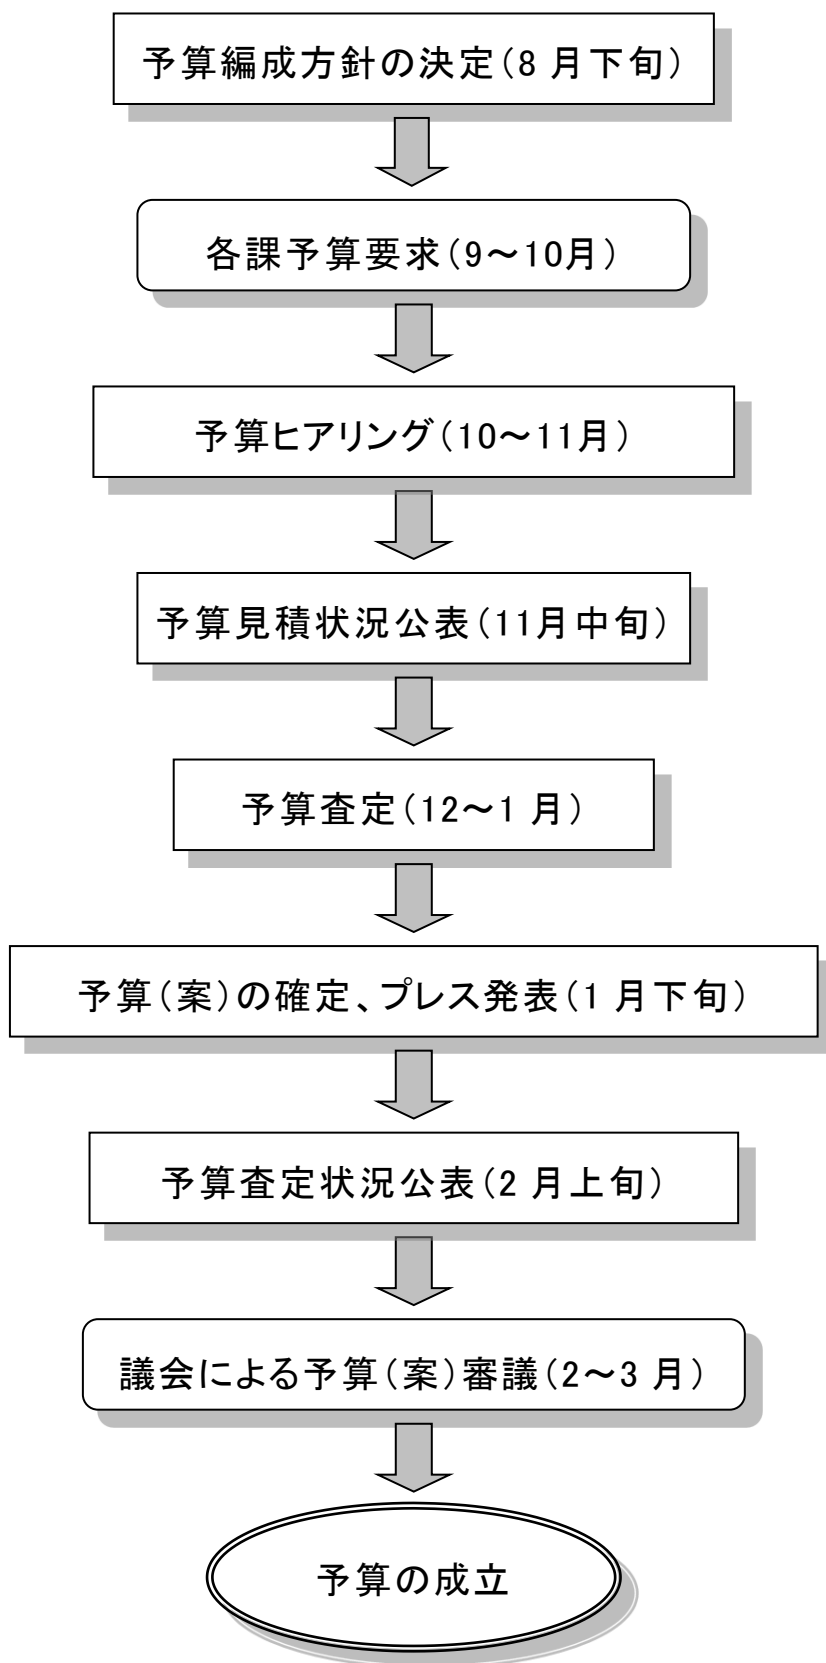 予算編成方針の決定（8 月下旬）
各課予算要求（9～10月）
予算ヒアリング（10～11月）
予算見積状況公表（11月中旬）
予算査定（12～1 月）
予算（案）の確定、プレス発表（1 月下旬）
予算査定状況公表（2 月上旬）
議会による予算（案）審議（2～3 月）
予算の成立